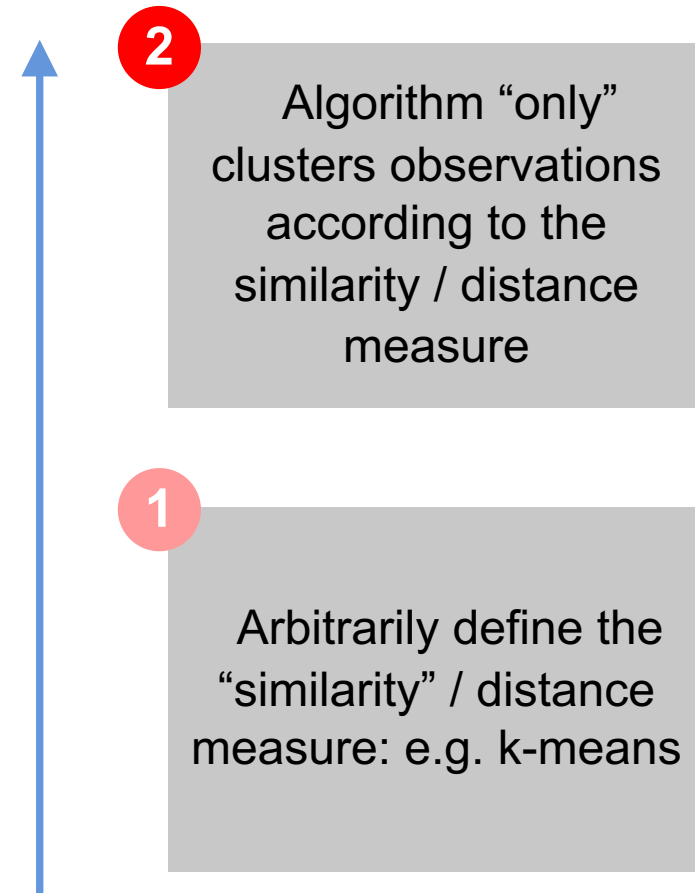 2
Algorithm “only”
clusters observations
according to the
similarity / distance
measure
1
Arbitrarily define the
“similarity” / distance
measure: e.g. k-means